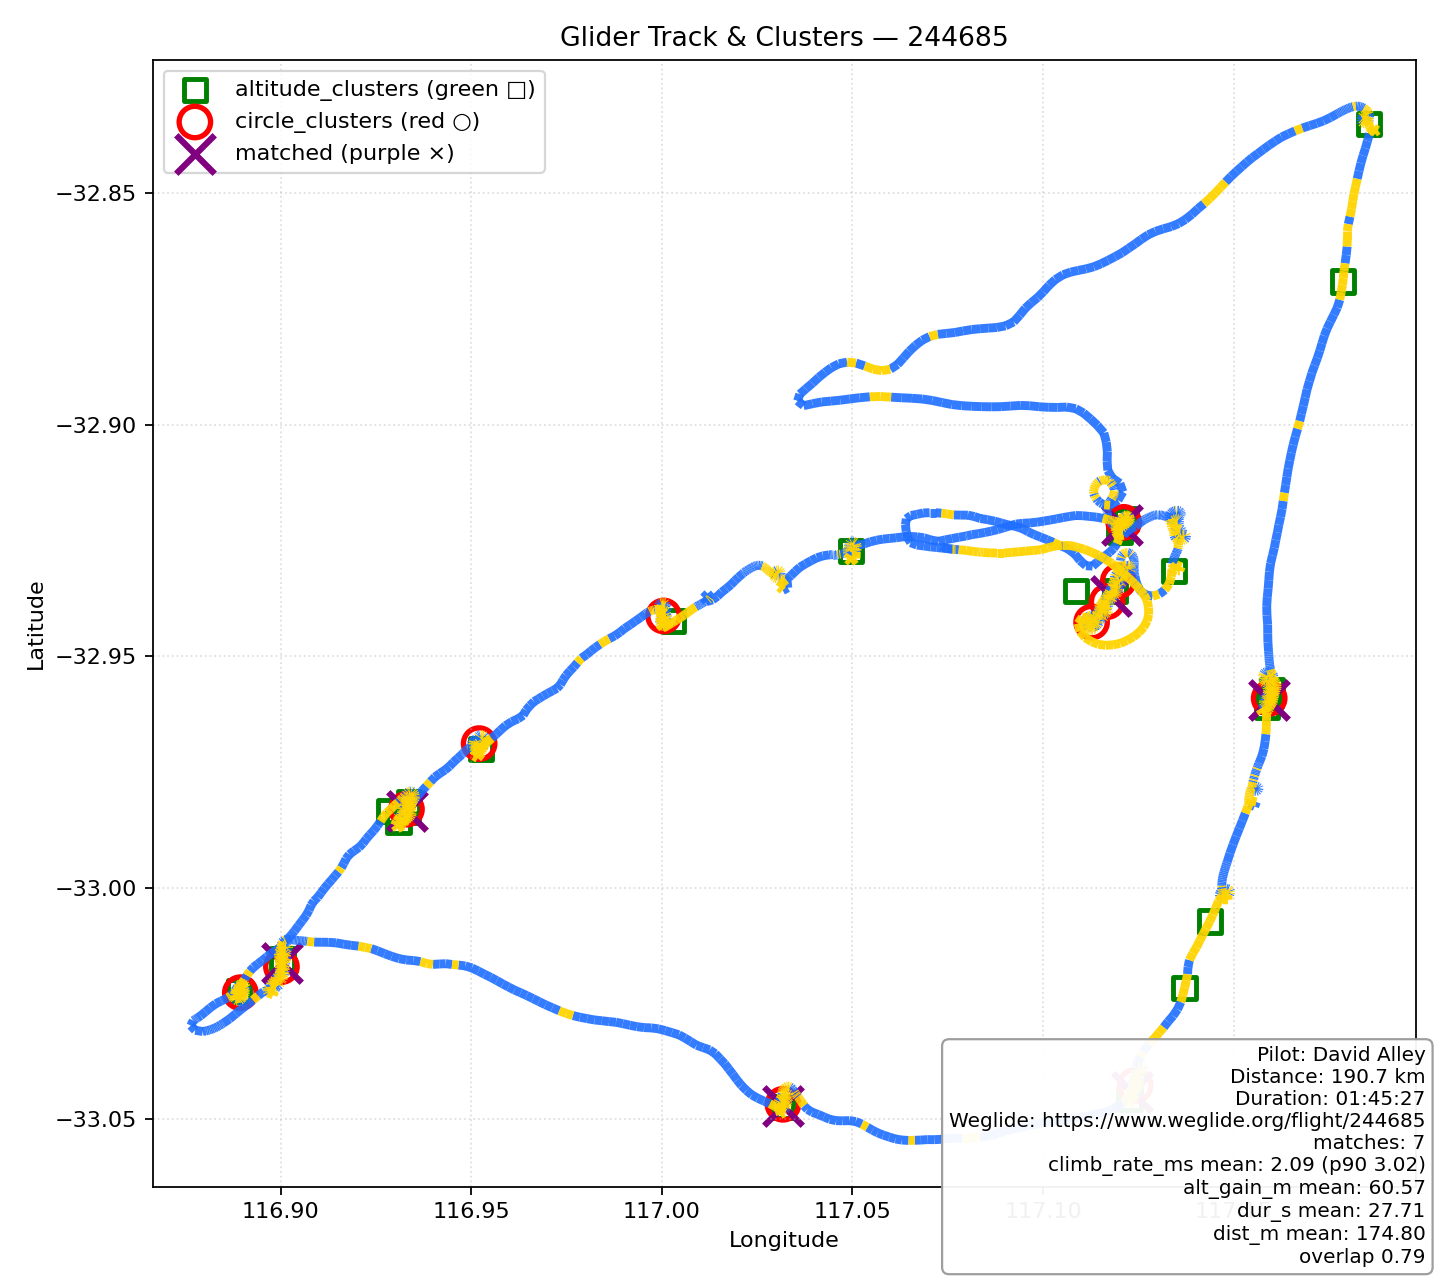 Glider Track & Clusters — 244685
altitude_clusters (green □)
circle_clusters (red ○)
matched (purple ×)
Latitude
−32.85
−32.90
−32.95
−33.00
−33.05
116.90
116.95
117.00
117.05
117.10
Longitude
Pilot: David Alley
Distance: 190.7 km
Duration: 01:45:27
Weglide: https://www.weglide.org/flight/244685
matches: 7
climb_rate_ms mean: 2.09 (p90 3.02)
alt_gain_m mean: 60.57
dur_s mean: 27.71
dist_m mean: 174.80
overlap 0.79